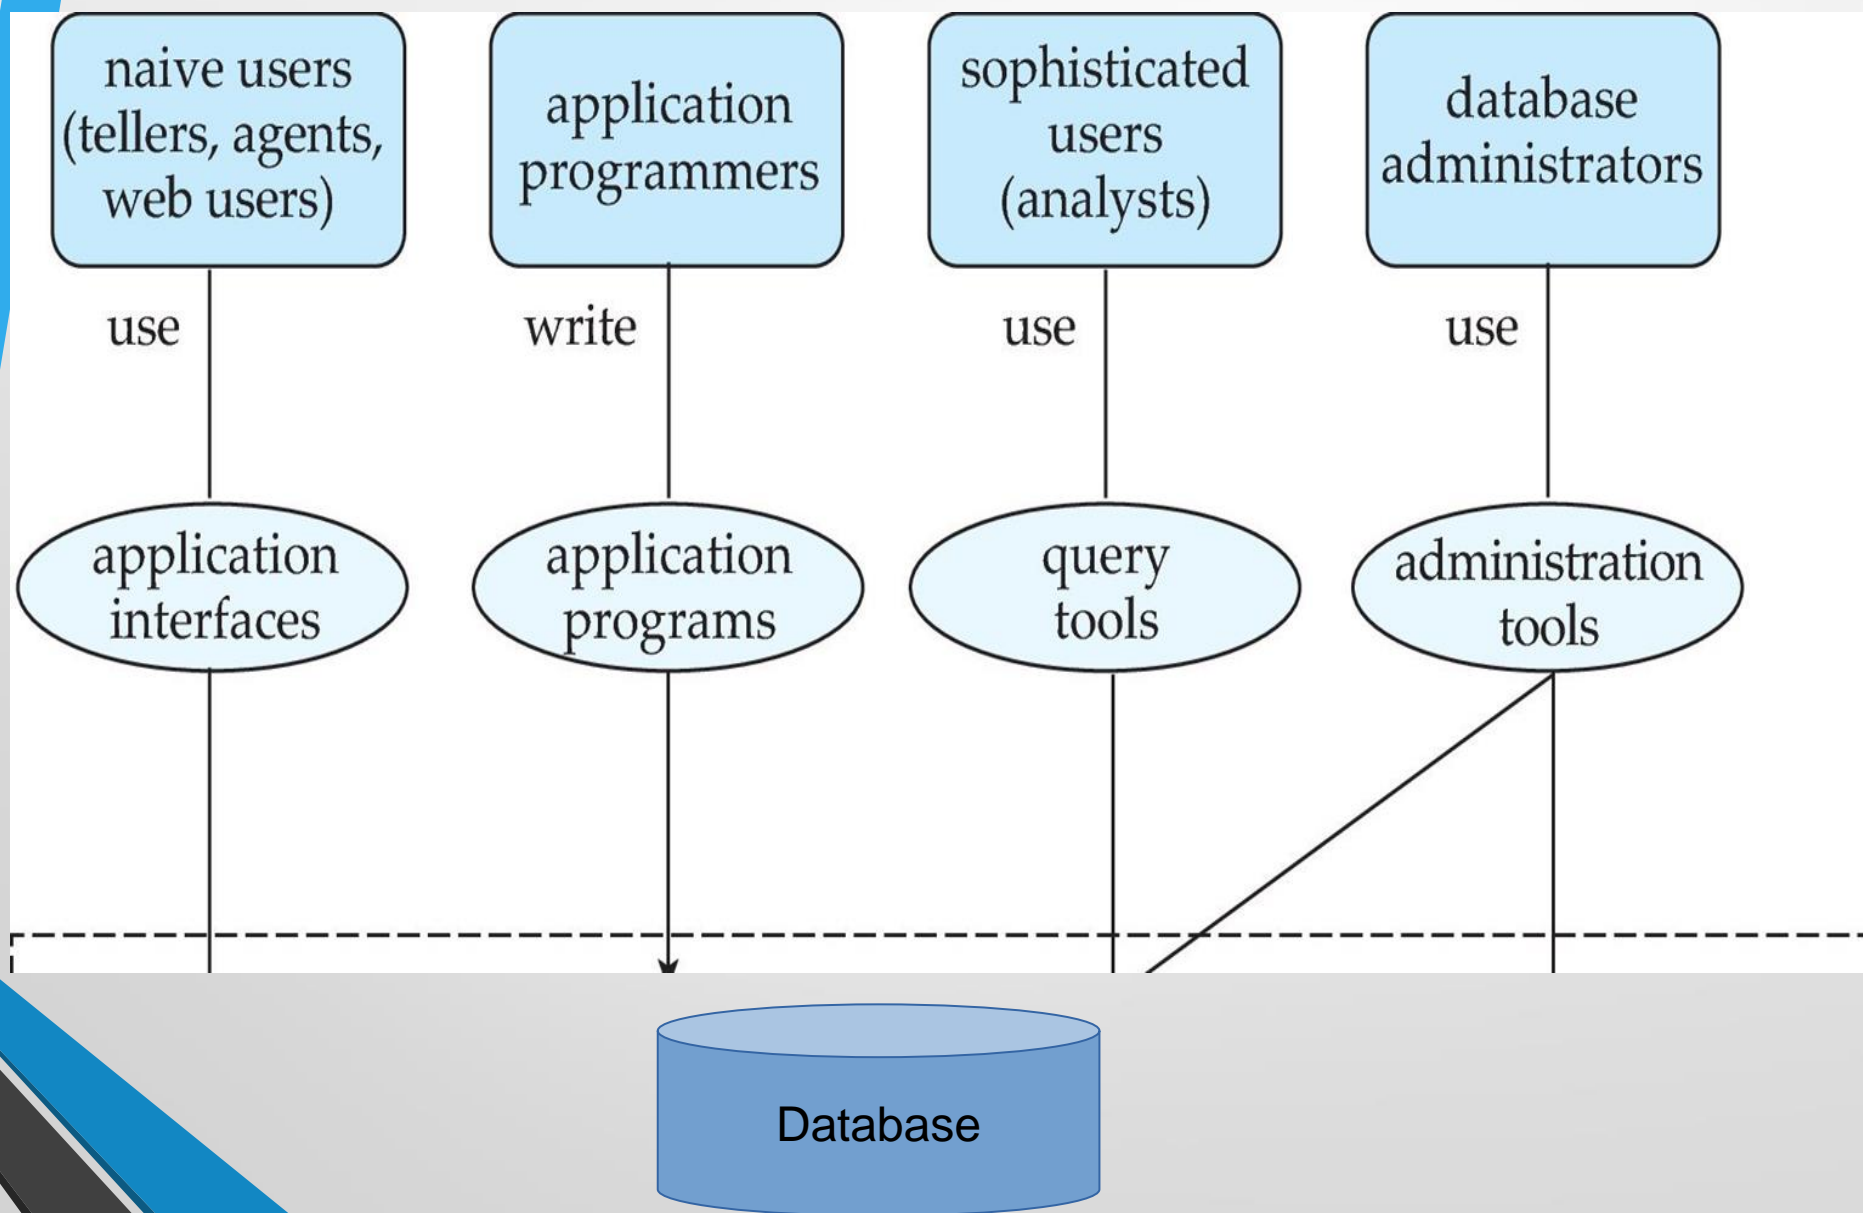 naive users
(tellers, agents,
web users)
application
programmers
sophisticated
users
(analysts)
database
administrators
use
write
use
use
application
interfaces
application
programs
query
tools
administration
tools
Database